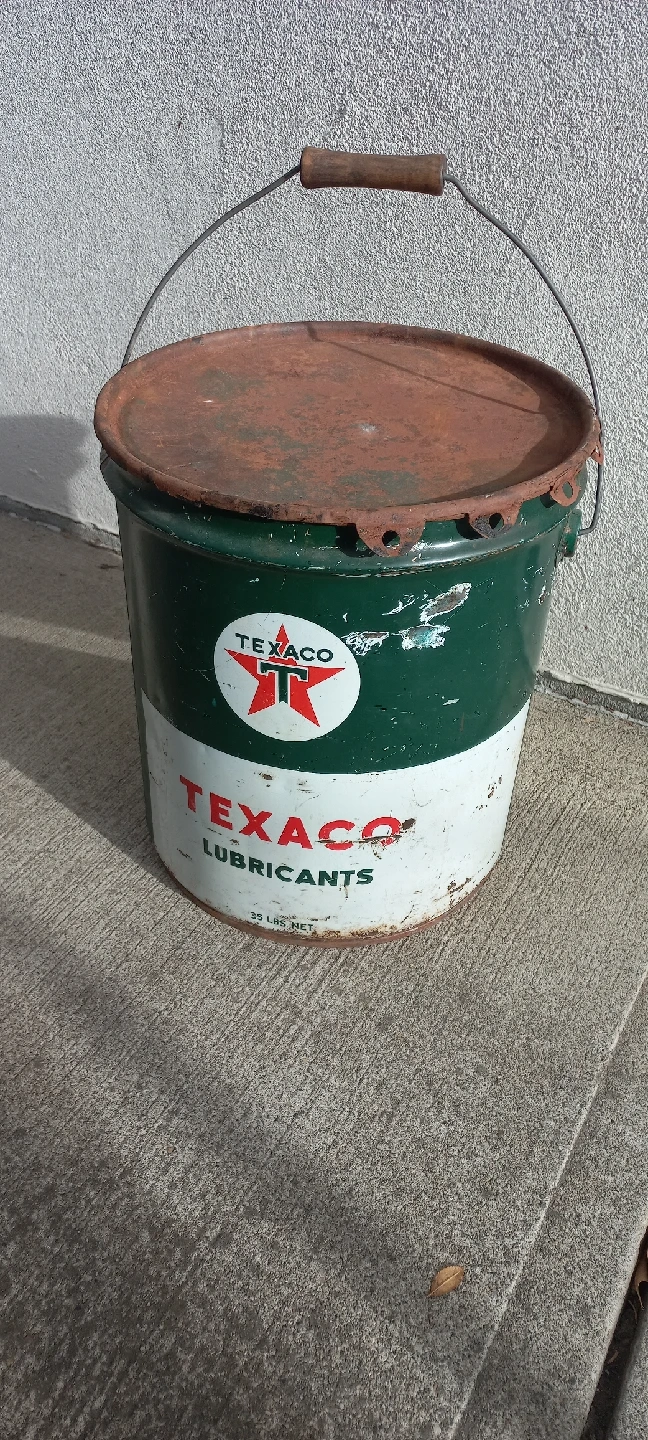 TEXACO
T
TEXACO
LUBRICANTS
35 LBS. NET